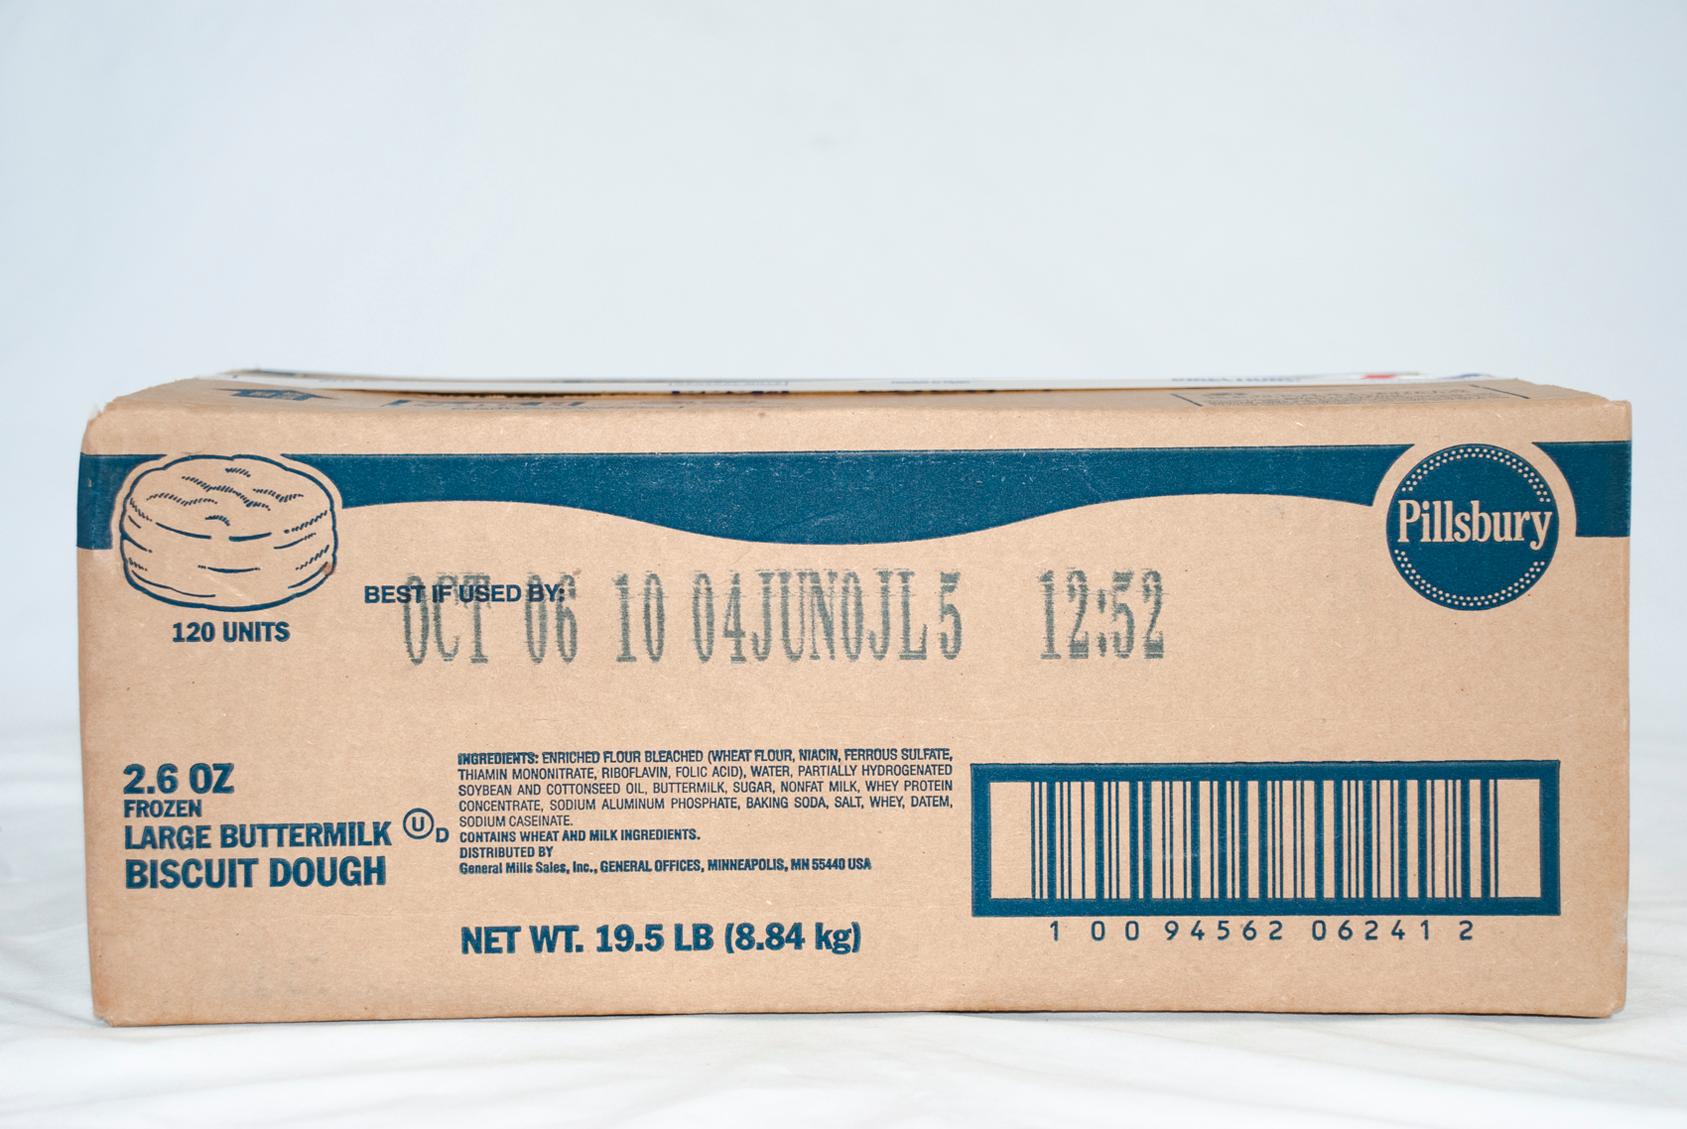 Pillsbury
120 UNITS
BEST IF USED BY:
OCT 06 10 04JUN0JL5 12:52
2.6 OZ
FROZEN
LARGE BUTTERMILK
BISCUIT DOUGH
U D
INGREDIENTS: ENRICHED FLOUR BLEACHED (WHEAT FLOUR, NIACIN, FERROUS SULFATE,
THIAMIN MONONITRATE, RIBOFLAVIN, FOLIC ACID), WATER, PARTIALLY HYDROGENATED
SOYBEAN AND COTTONSEED OIL, BUTTERMILK, SUGAR, NONFAT MILK, WHEY PROTEIN
CONCENTRATE, SODIUM ALUMINUM PHOSPHATE, BAKING SODA, SALT, WHEY, DATEM,
SODIUM CASEINATE.
CONTAINS WHEAT AND MILK INGREDIENTS.
DISTRIBUTED BY
General Mills Sales, Inc., GENERAL OFFICES, MINNEAPOLIS, MN 55440 USA
NET WT. 19.5 LB (8.84 kg)
1 00 94562 06241 2